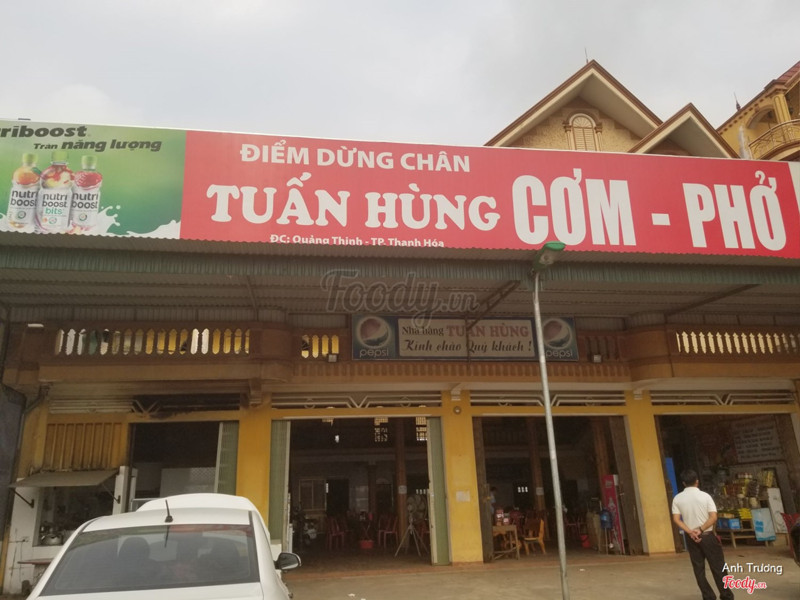 riboost
Tràn năng lượng
nutri
boost
nutri
boost
bits
nutri
boost
ĐIỂM DỪNG CHÂN
TUẤN HÙNG
CƠM - PHỞ
ĐC: Quảng Thịnh - TP. Thanh Hóa
Foody.vn
Nhà hàng TUẤN HÙNG
Kính chào Quý khách !
pepsi
pepsi
Anh Trương
Foody.vn